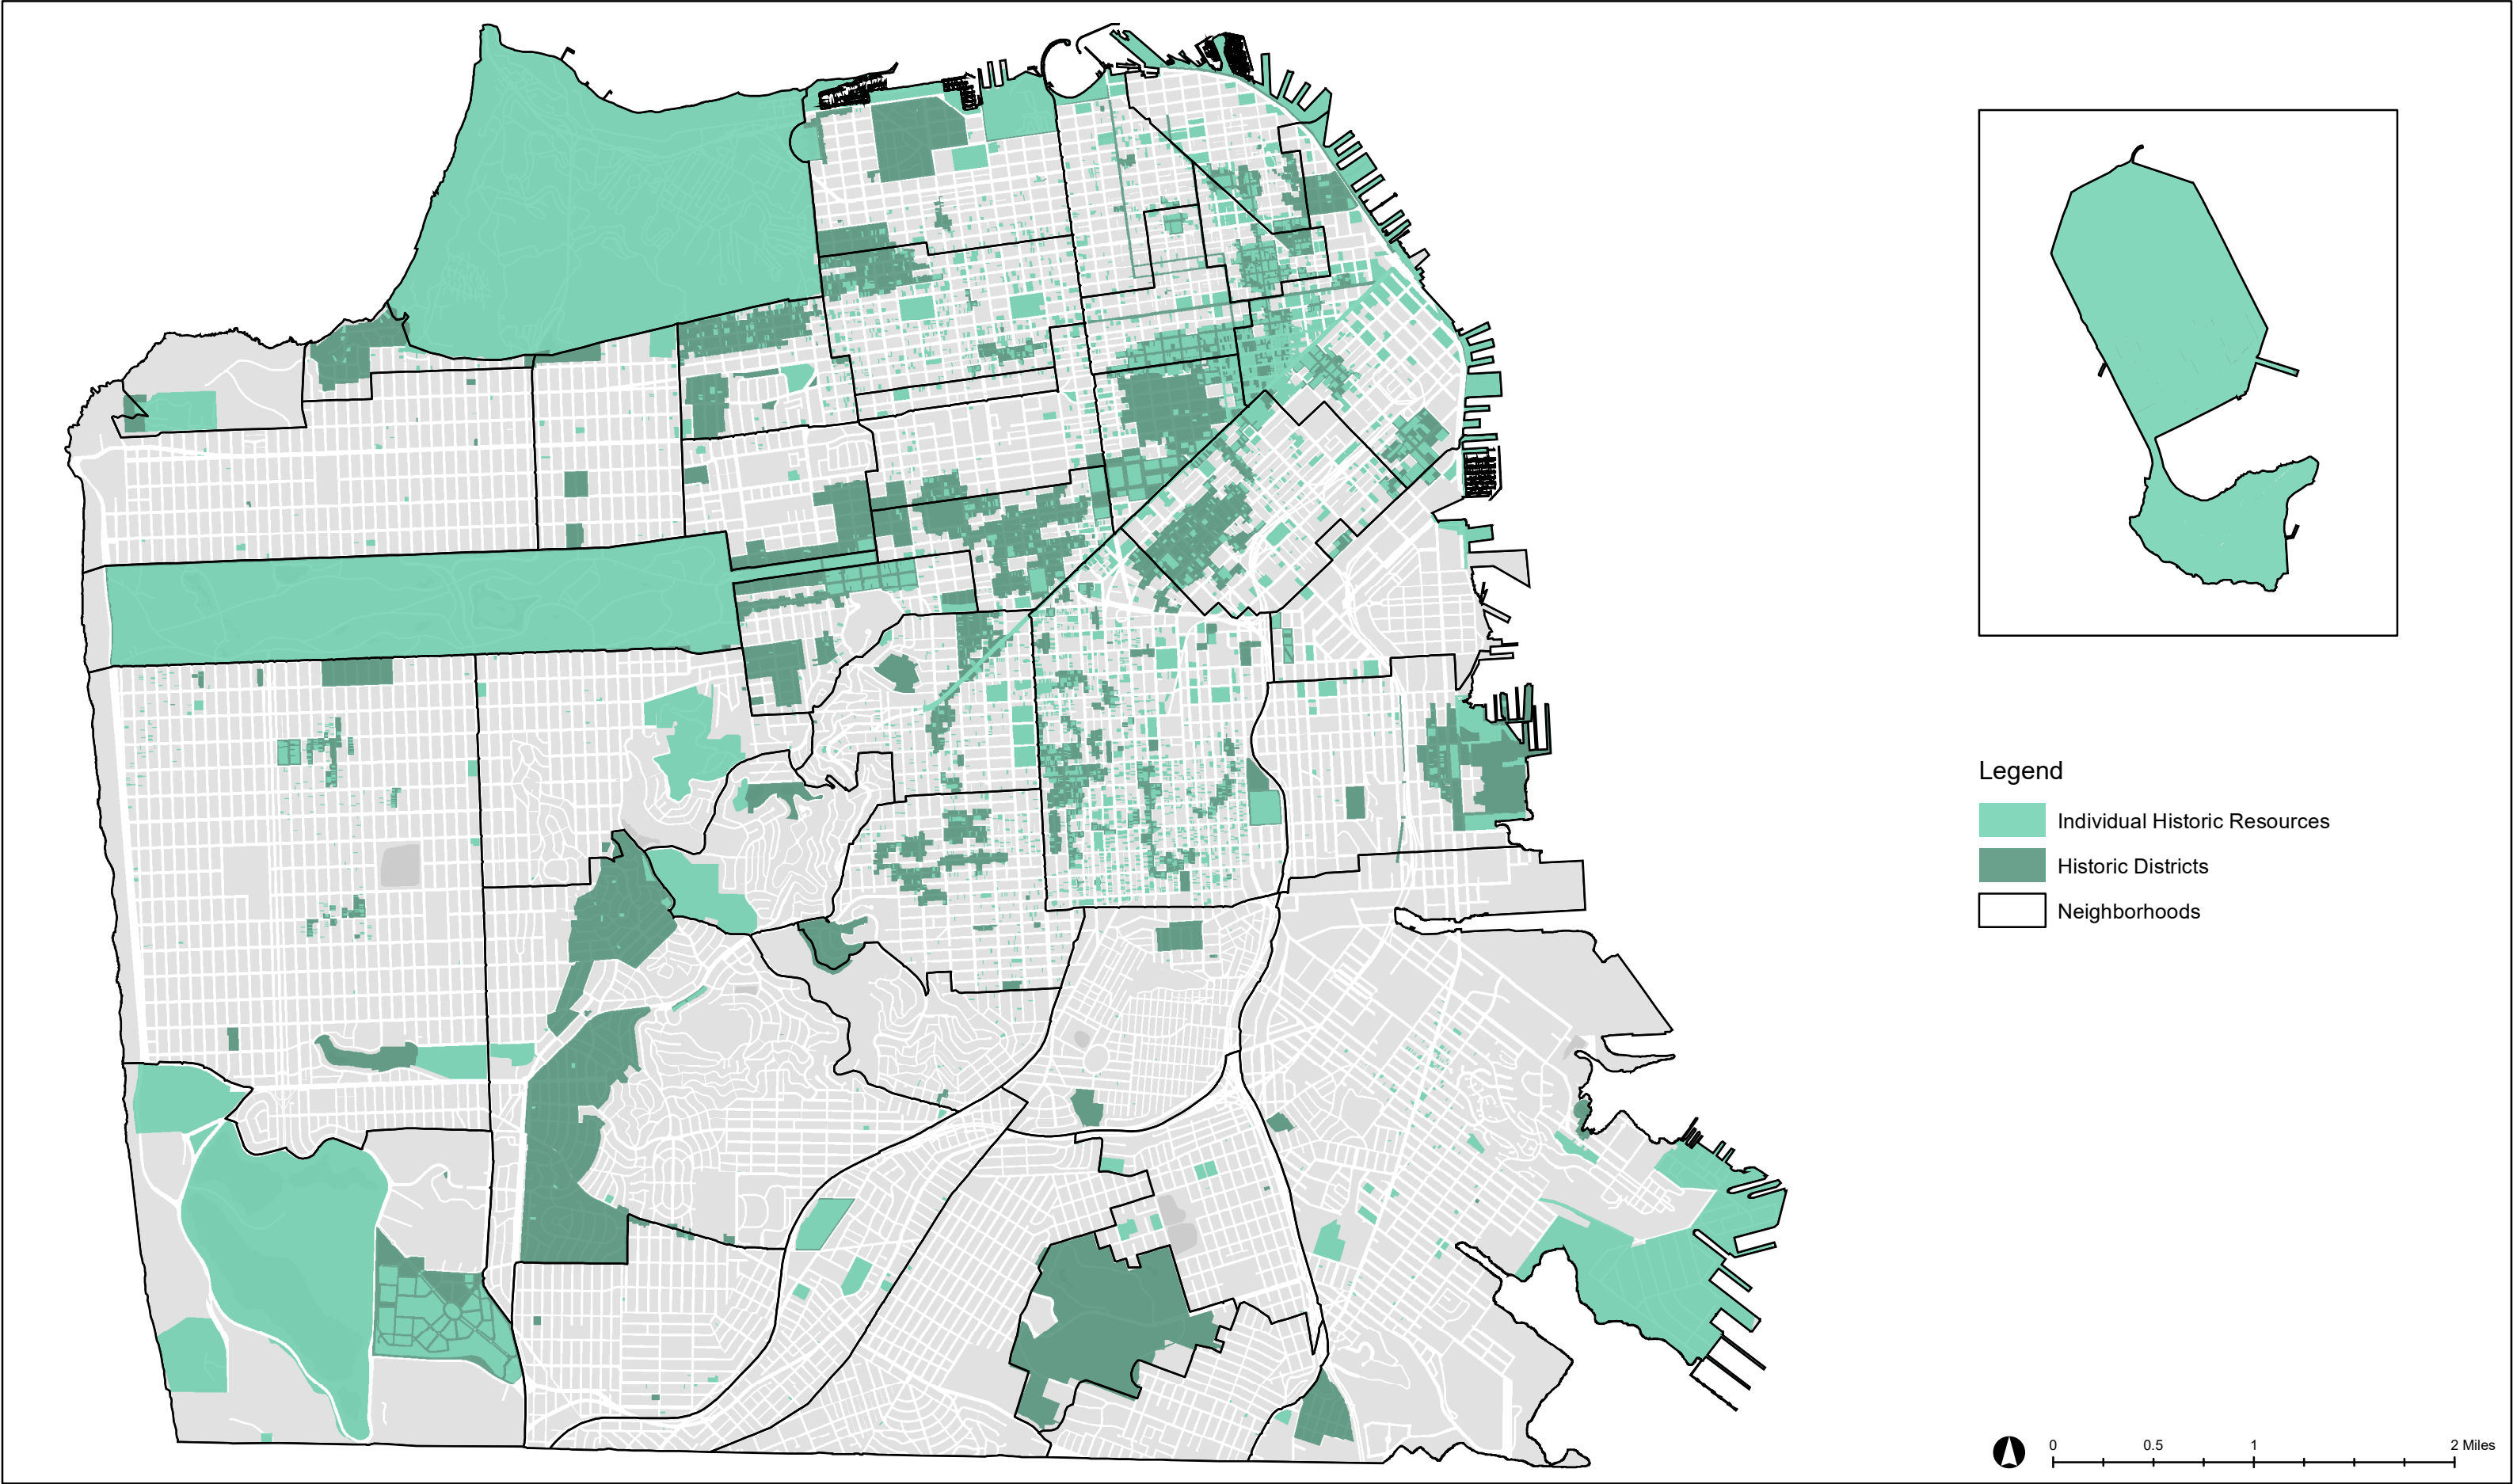 Legend
Individual Historic Resources
Historic Districts
Neighborhoods
0 0.5 1 2 Miles